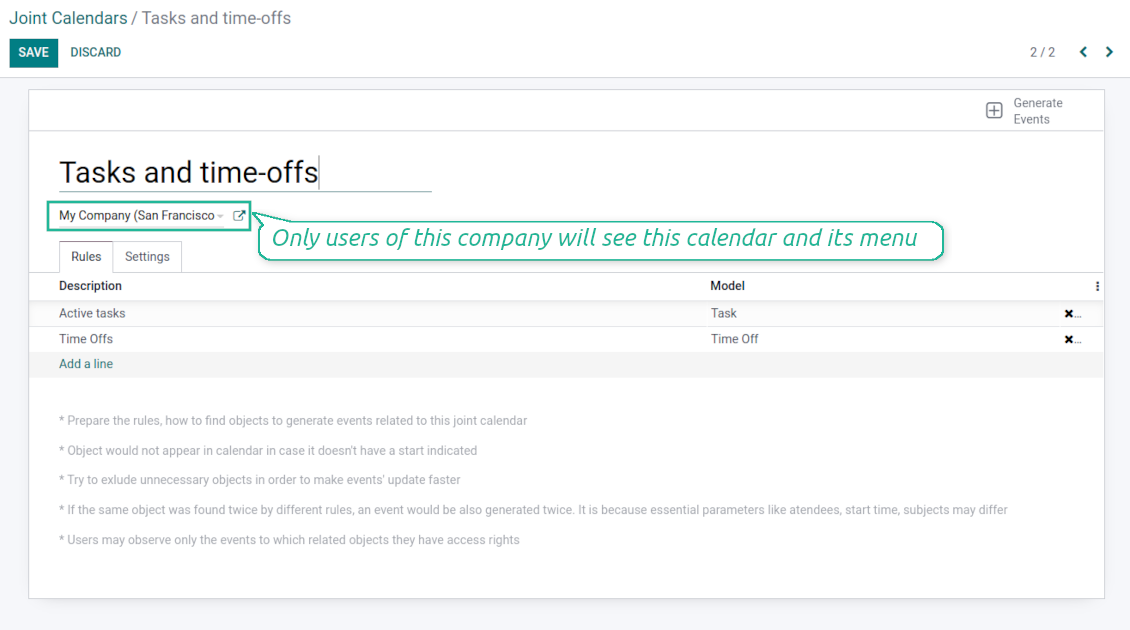 Joint Calendars / Tasks and time-offs
SAVE DISCARD 2 / 2
Generate
Events
Tasks and time-offs
My Company (San Francisco
Only users of this company will see this calendar and its menu
Rules Settings
Description Model
Active tasks Task
Time Offs Time Off
Add a line
* Prepare the rules, how to find objects to generate events related to this joint calendar
* Object would not appear in calendar in case it doesn't have a start indicated
* Try to exlude unnecessary objects in order to make events' update faster
* If the same object was found twice by different rules, an event would be also generated twice. It is because essential parameters like atendees, start time, subjects may differ
* Users may observe only the events to which related objects they have access rights